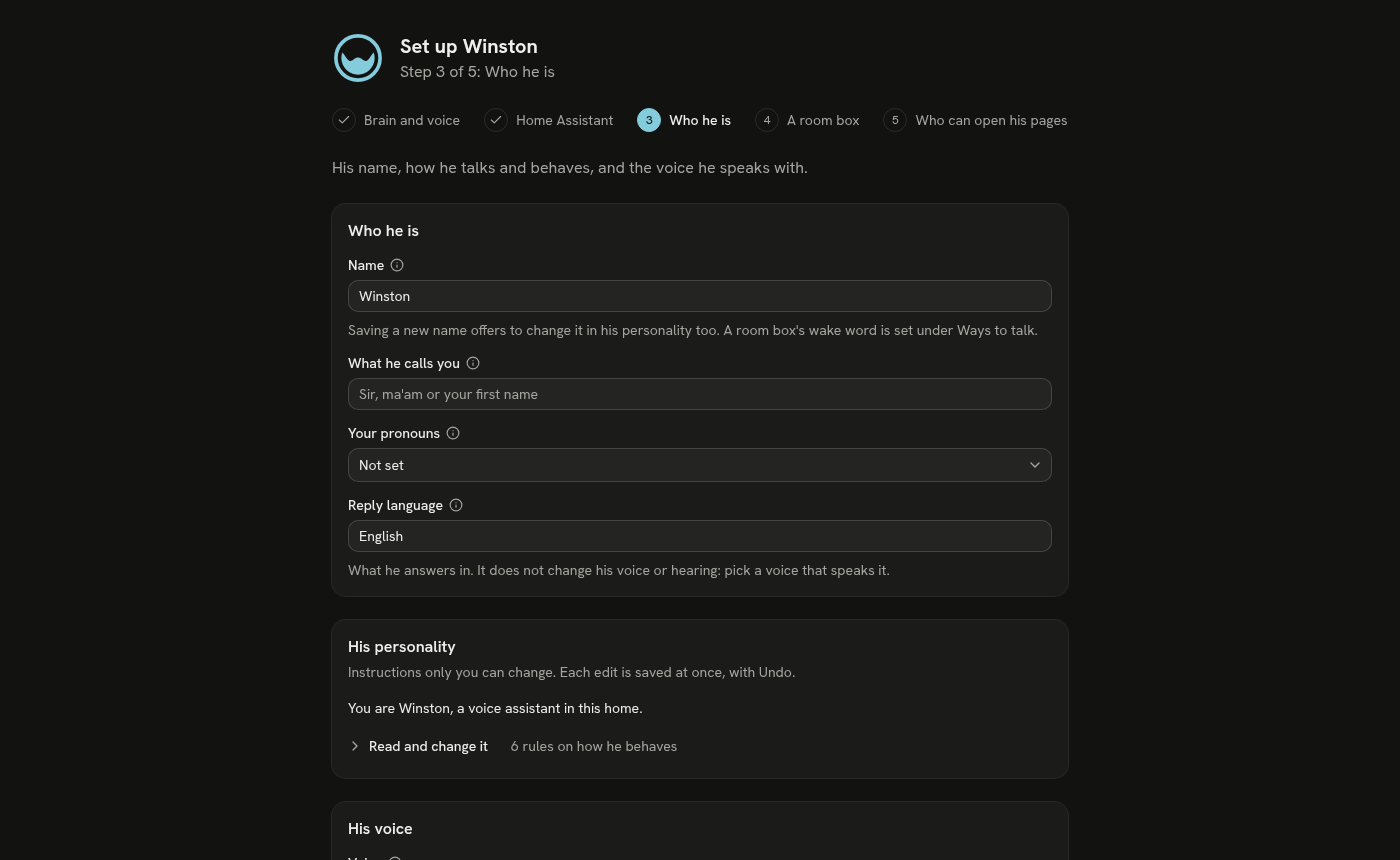 Set up Winston
Step 3 of 5: Who he is
Brain and voice
Home Assistant
3 Who he is
4 A room box
5 Who can open his pages
His name, how he talks and behaves, and the voice he speaks with.
Who he is
Name
Winston
Saving a new name offers to change it in his personality too. A room box's wake word is set under Ways to talk.
What he calls you
Sir, ma'am or your first name
Your pronouns
Not set
Reply language
English
What he answers in. It does not change his voice or hearing: pick a voice that speaks it.
His personality
Instructions only you can change. Each edit is saved at once, with Undo.
You are Winston, a voice assistant in this home.
Read and change it 6 rules on how he behaves
His voice